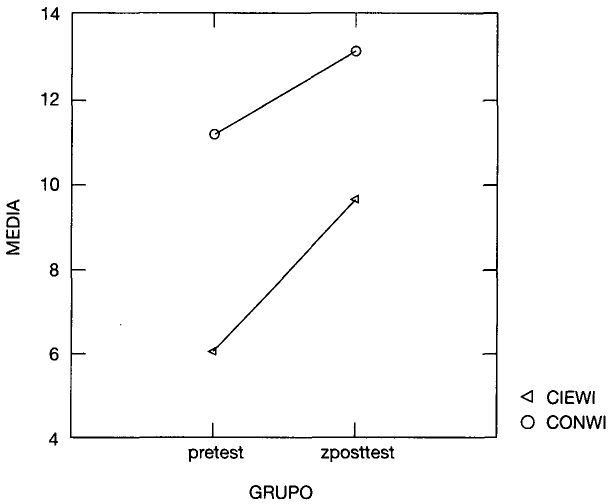 14
12
10
8
6
4
MEDIA
pretest
zposttest
GRUPO
CIEWI
CONWI